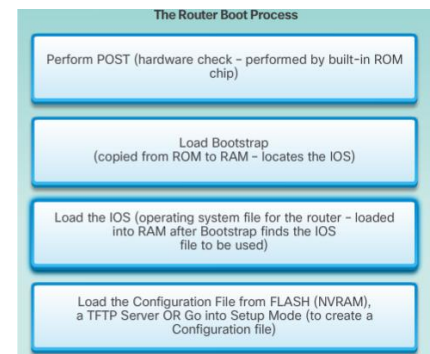 The Router Boot Process
Perform POST (hardware check – performed by built-in ROM
chip)
Load Bootstrap
(copied from ROM to RAM – locates the IOS)
Load the IOS (operating system file for the router – loaded
into RAM after Bootstrap finds the IOS
file to be used)
Load the Configuration File from FLASH (NVRAM),
a TFTP Server OR Go into Setup Mode (to create a
Configuration file)